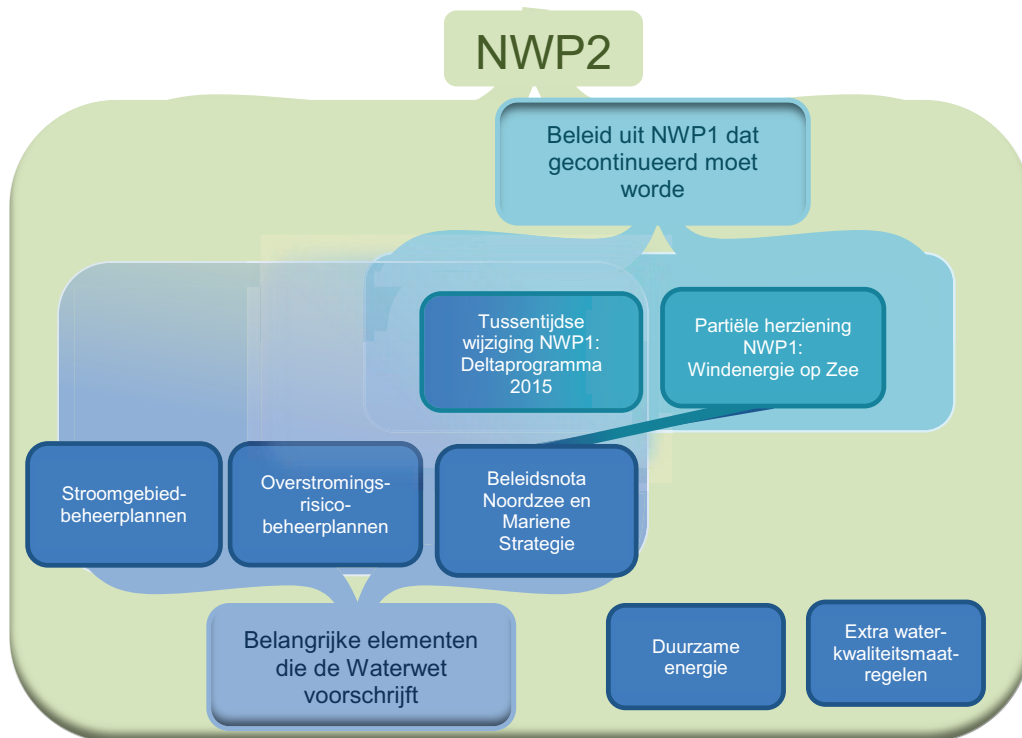 NWP2
Beleid uit NWP1 dat
gecontinueerd moet
worde
Tussentijdse
wijziging NWP1:
Deltaprogramma
2015
Partiële herziening
NWP1:
Windenergie op Zee
Stroomgebied-
beheerplannen
Overstromings-
risico-
beheerplannen
Beleidsnota
Noordzee en
Mariene
Strategie
Belangrijke elementen
die de Waterwet
voorschrijft
Duurzame
energie
Extra water-
kwaliteitsmaat-
regelen